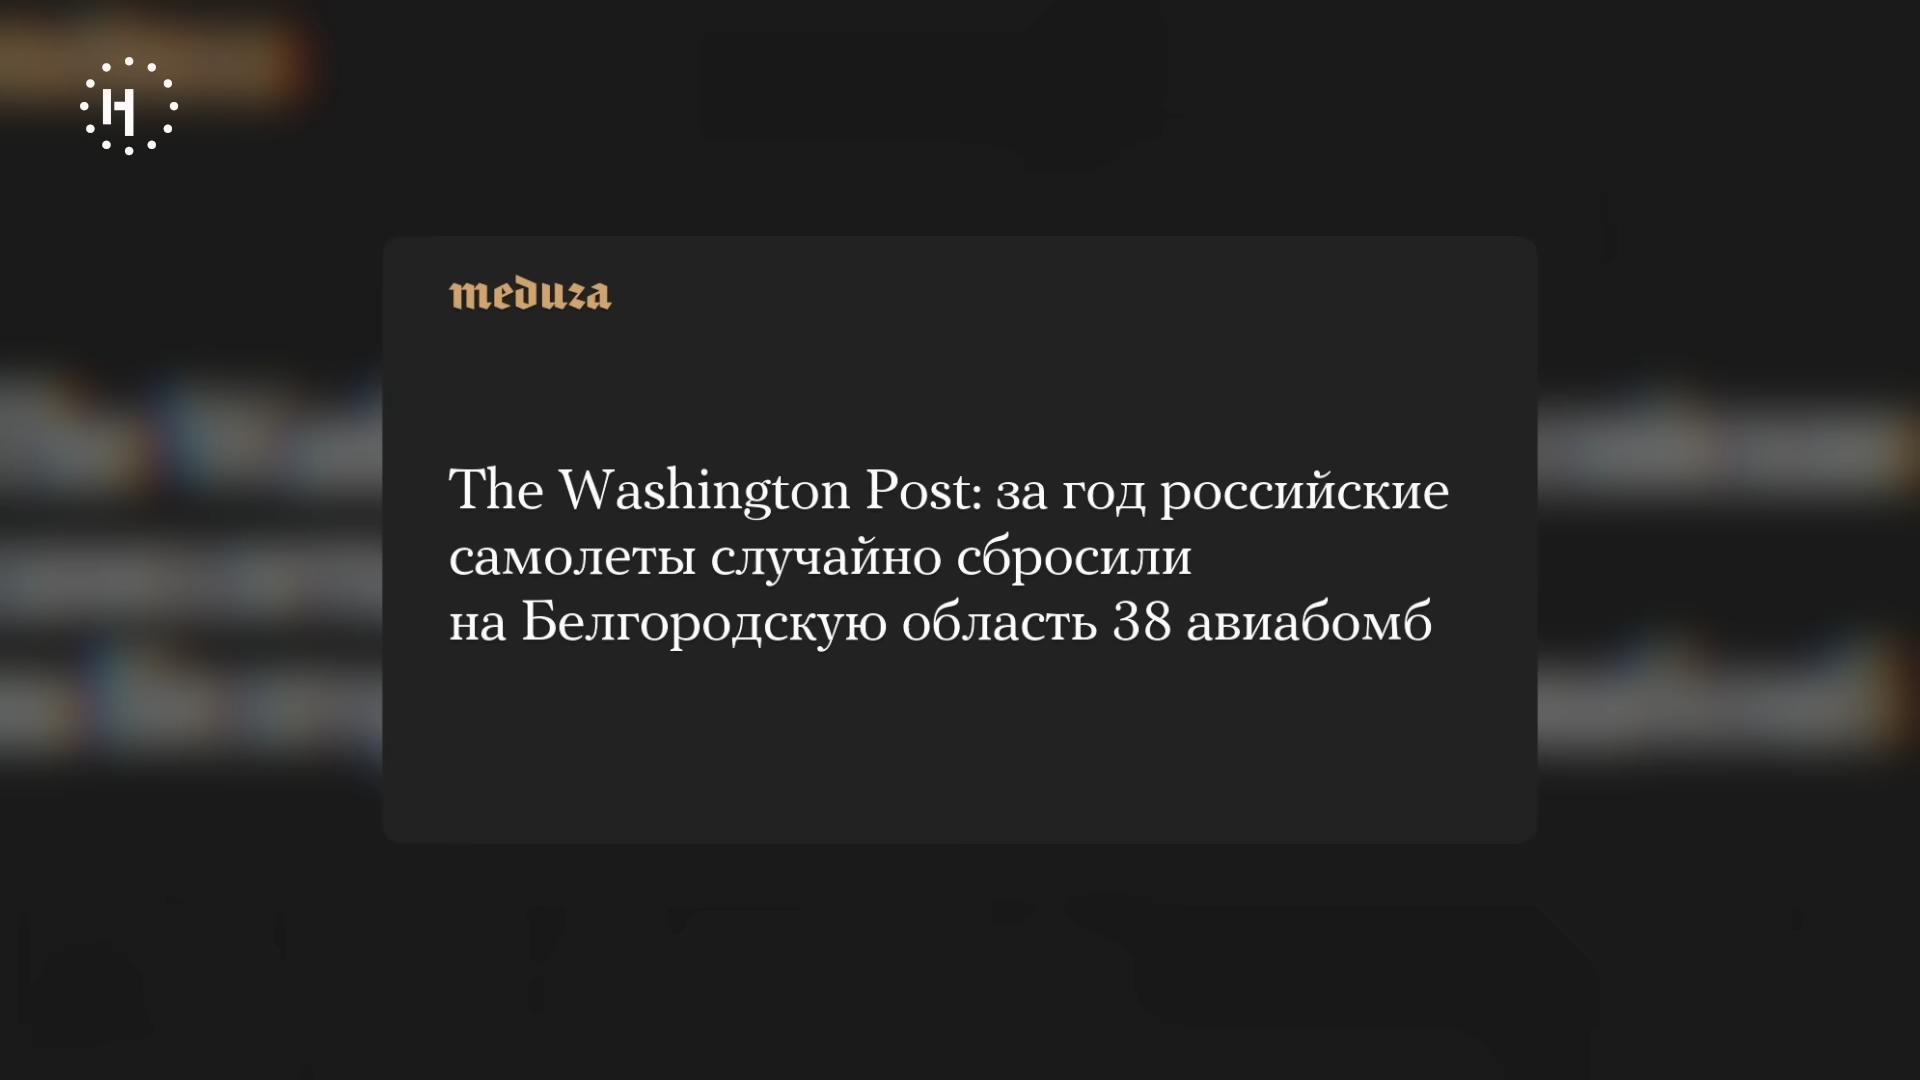 meduza
The Washington Post: за год российские
самолеты случайно сбросили
на Белгородскую область 38 авиабомб